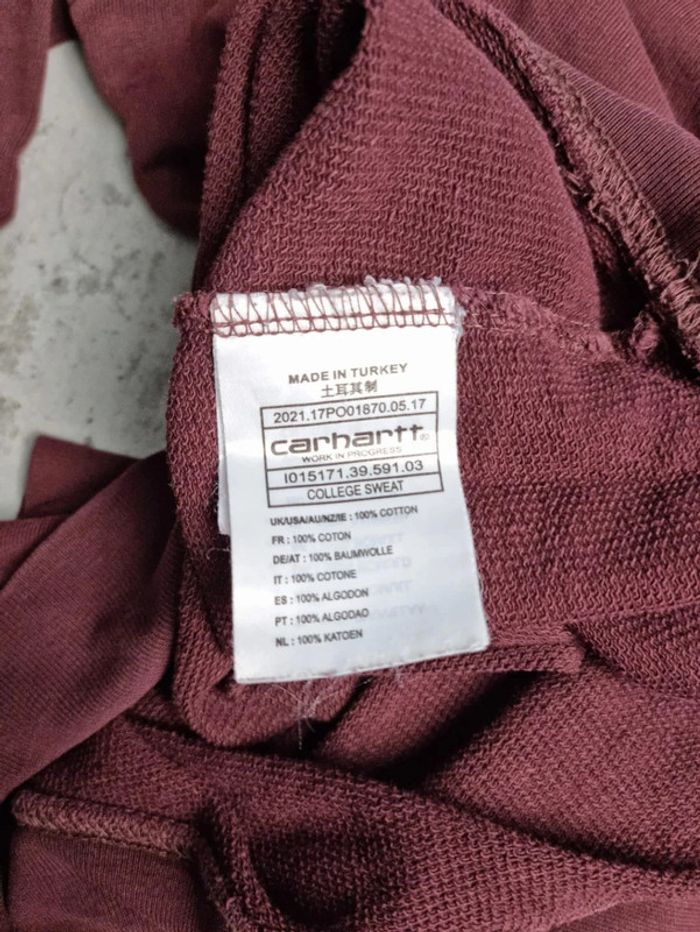 MADE IN TURKEY
土耳其制
2021.17PO01870.05.17
carhartt®
WORK IN PROGRESS
I015171.39.591.03
COLLEGE SWEAT
UK/USA/AU/NZ/IE : 100% COTTON
FR : 100% COTON
DE/AT : 100% BAUMWOLLE
IT : 100% COTONE
ES : 100% ALGODON
PT : 100% ALGODAO
NL : 100% KATOEN